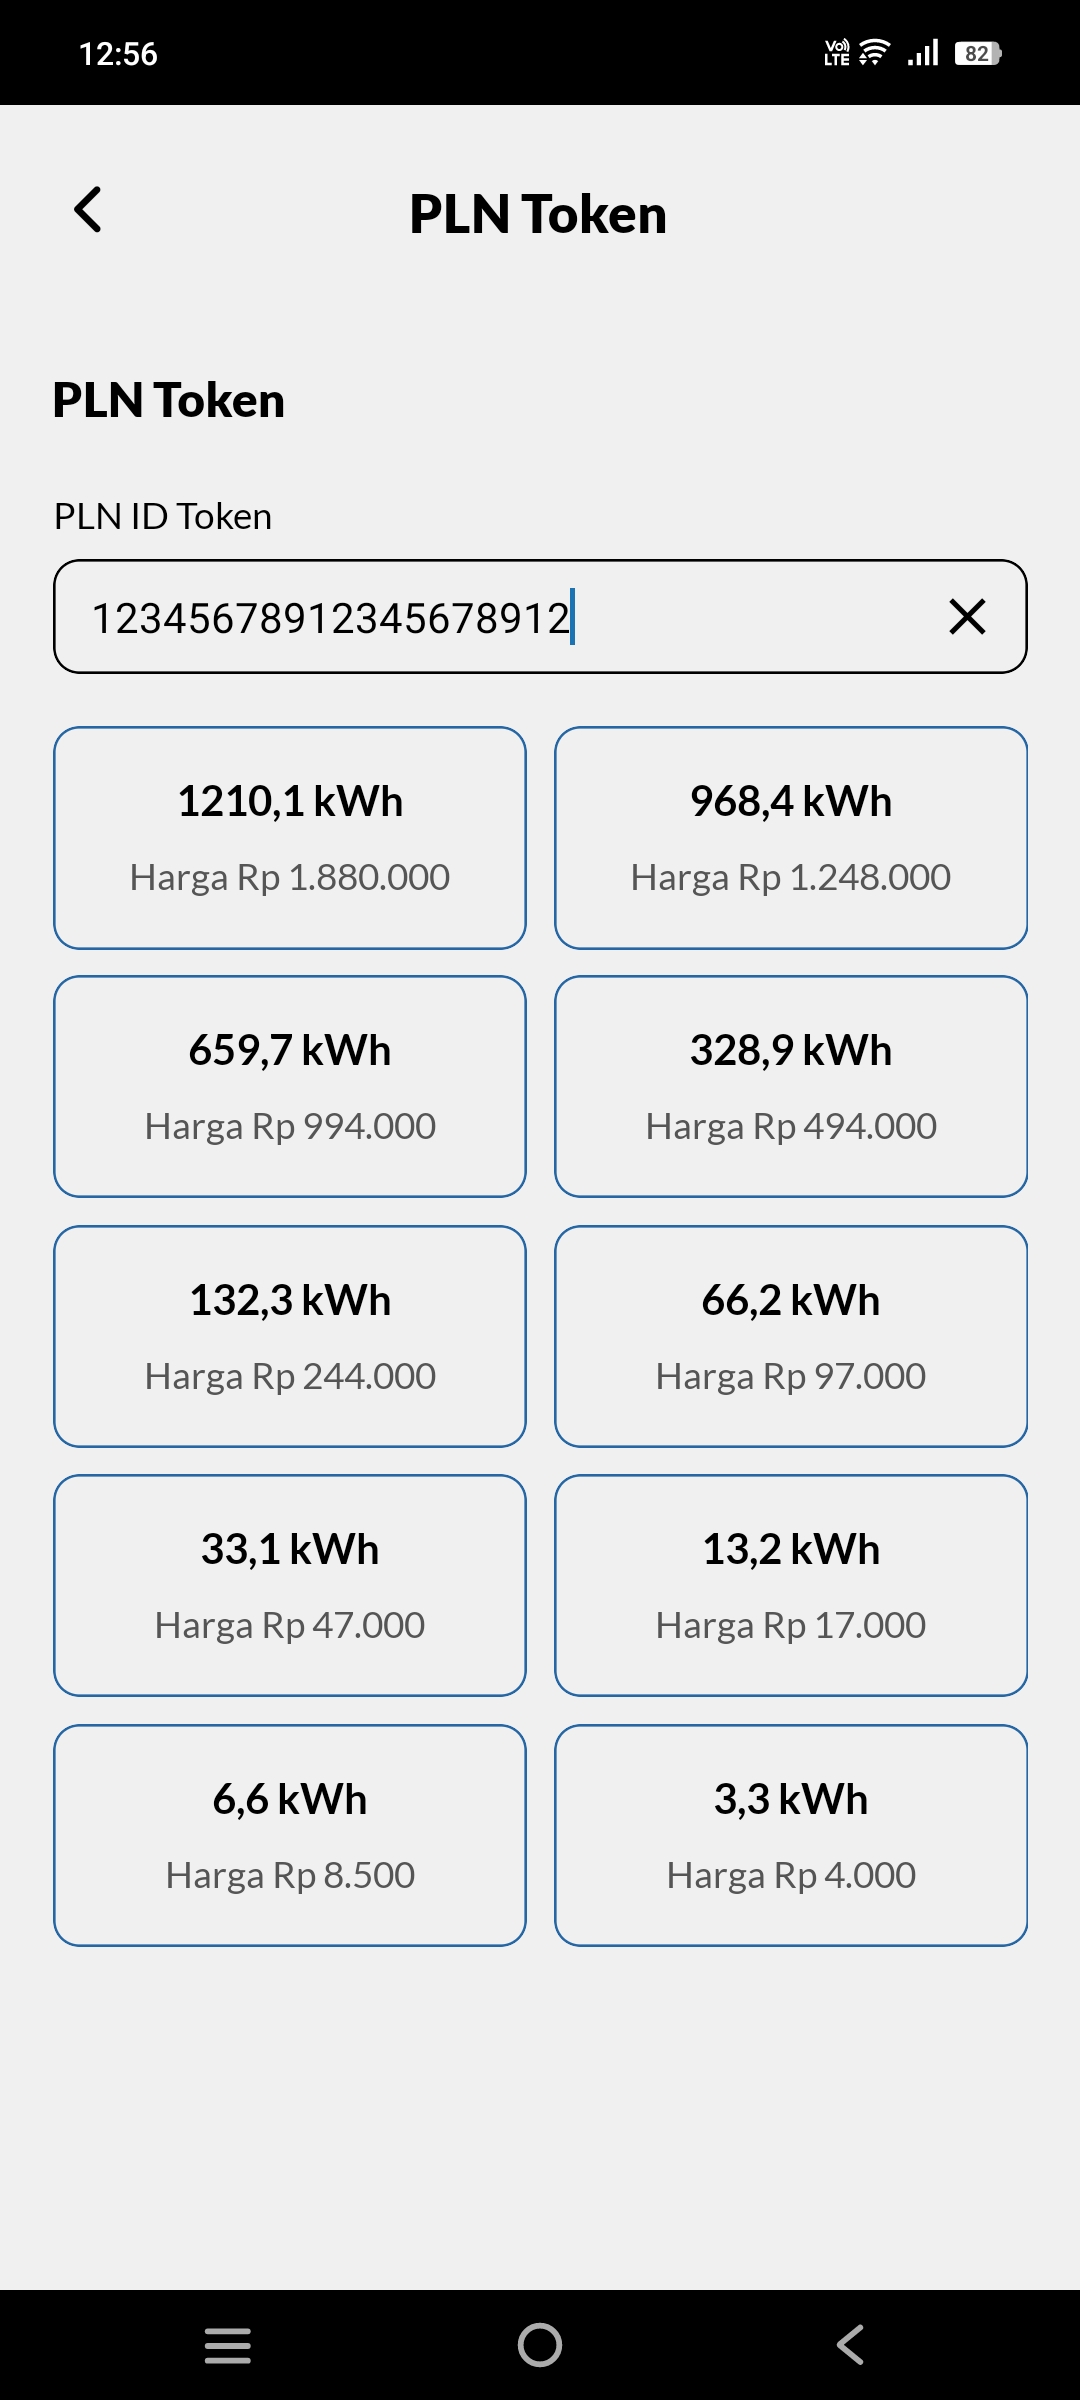 12:56
Vo LTE
82
PLN Token
PLN Token
PLN ID Token
12345678912345678912
1210,1 kWh
Harga Rp 1.880.000
968,4 kWh
Harga Rp 1.248.000
659,7 kWh
Harga Rp 994.000
328,9 kWh
Harga Rp 494.000
132,3 kWh
Harga Rp 244.000
66,2 kWh
Harga Rp 97.000
33,1 kWh
Harga Rp 47.000
13,2 kWh
Harga Rp 17.000
6,6 kWh
Harga Rp 8.500
3,3 kWh
Harga Rp 4.000